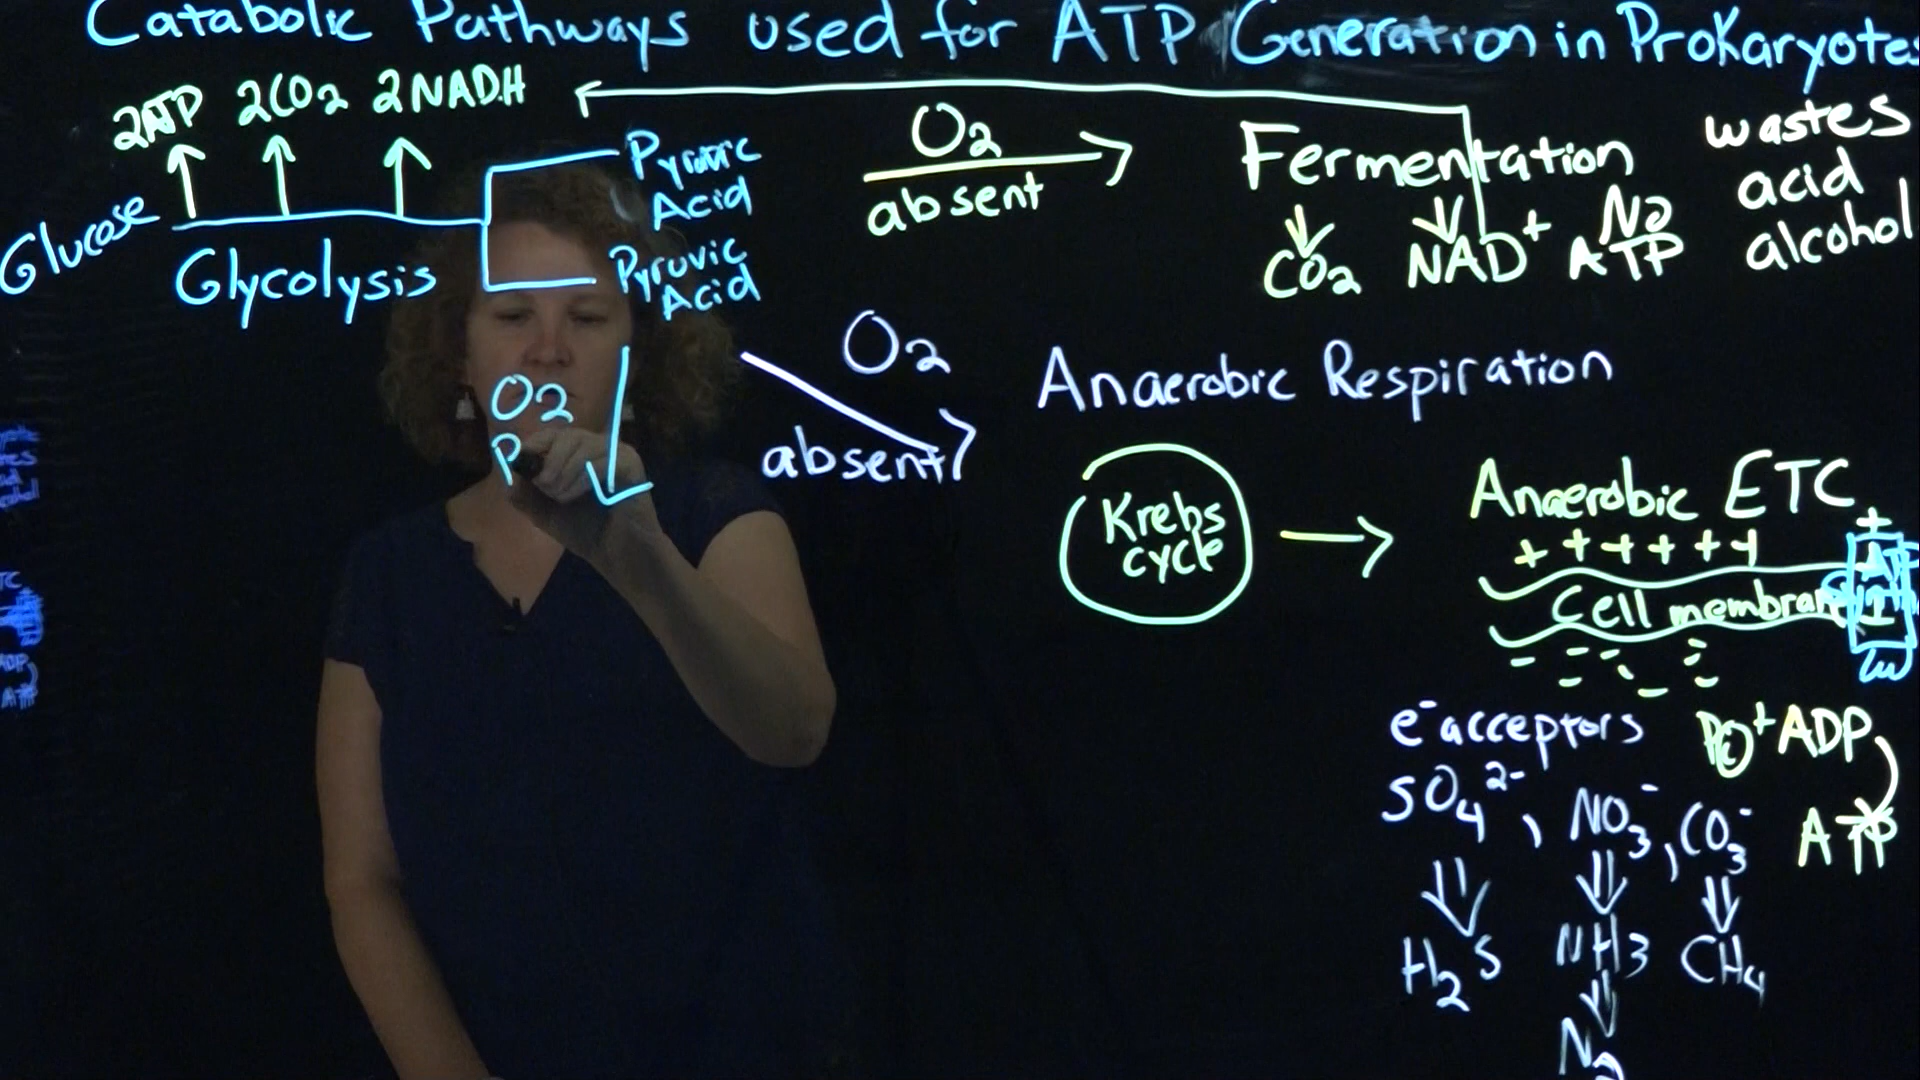 Catabolic Pathways used for ATP Generation in Prokaryotes
2ATP 2CO2 2NADH
Glucose
Glycolysis
Pyruvic
Acid
Pyruvic
Acid
O2
absent
Fermentation
CO2 NAD+ No
ATP
wastes
acid
alcohol
O2
P
O2
absent
Anaerobic Respiration
Krebs
cycle
Anaerobic ETC
+ + + + + + +
Cell membrane
- - - - - - - -
e- acceptors
SO4 2-, NO3-, CO3-
H2S NH3 CH4
N2
+ ADP
ATP